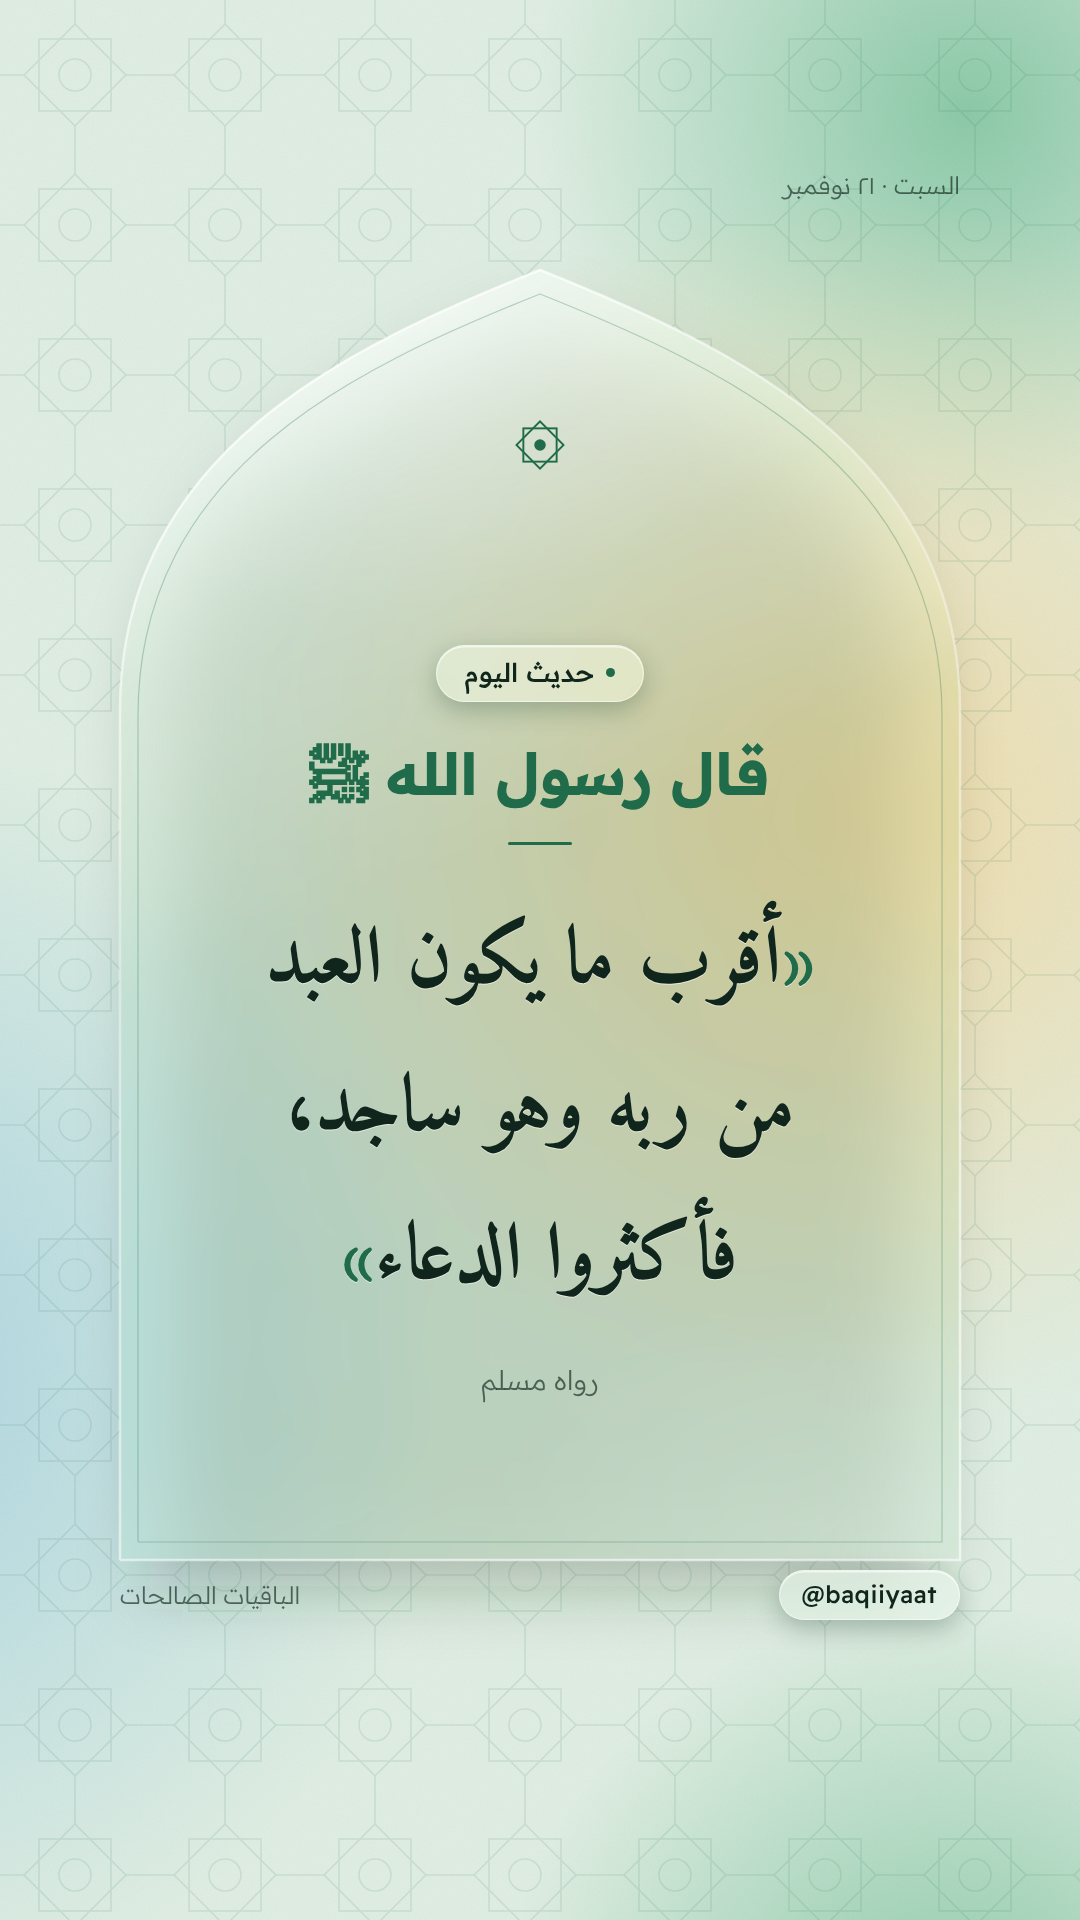 السبت · ٢١ نوفمبر
حديث اليوم
قال رسول الله ﷺ
«أقرب ما يكون العبد
من ربه وهو ساجد،
فأكثروا الدعاء»
رواه مسلم
@baqiiyaat
الباقيات الصالحات